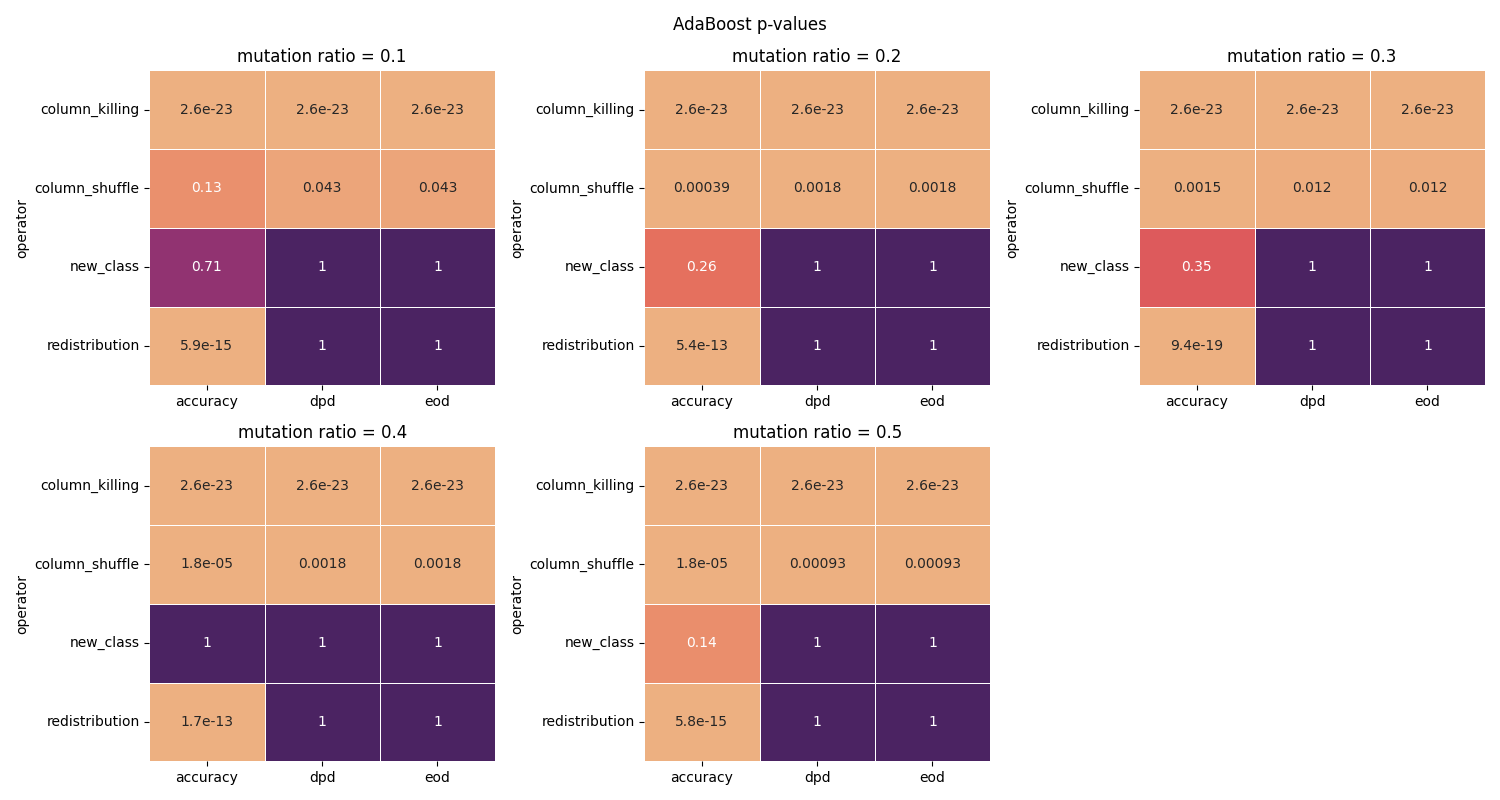 AdaBoost p-values
mutation ratio = 0.1
operator
column_killing 2.6e-23 2.6e-23 2.6e-23
column_shuffle 0.13 0.043 0.043
new_class 0.71 1 1
redistribution 5.9e-15 1 1
accuracy dpd eod
mutation ratio = 0.2
operator
column_killing 2.6e-23 2.6e-23 2.6e-23
column_shuffle 0.00039 0.0018 0.0018
new_class 0.26 1 1
redistribution 5.4e-13 1 1
accuracy dpd eod
mutation ratio = 0.3
operator
column_killing 2.6e-23 2.6e-23 2.6e-23
column_shuffle 0.0015 0.012 0.012
new_class 0.35 1 1
redistribution 9.4e-19 1 1
accuracy dpd eod
mutation ratio = 0.4
operator
column_killing 2.6e-23 2.6e-23 2.6e-23
column_shuffle 1.8e-05 0.0018 0.0018
new_class 1 1 1
redistribution 1.7e-13 1 1
accuracy dpd eod
mutation ratio = 0.5
operator
column_killing 2.6e-23 2.6e-23 2.6e-23
column_shuffle 1.8e-05 0.00093 0.00093
new_class 0.14 1 1
redistribution 5.8e-15 1 1
accuracy dpd eod